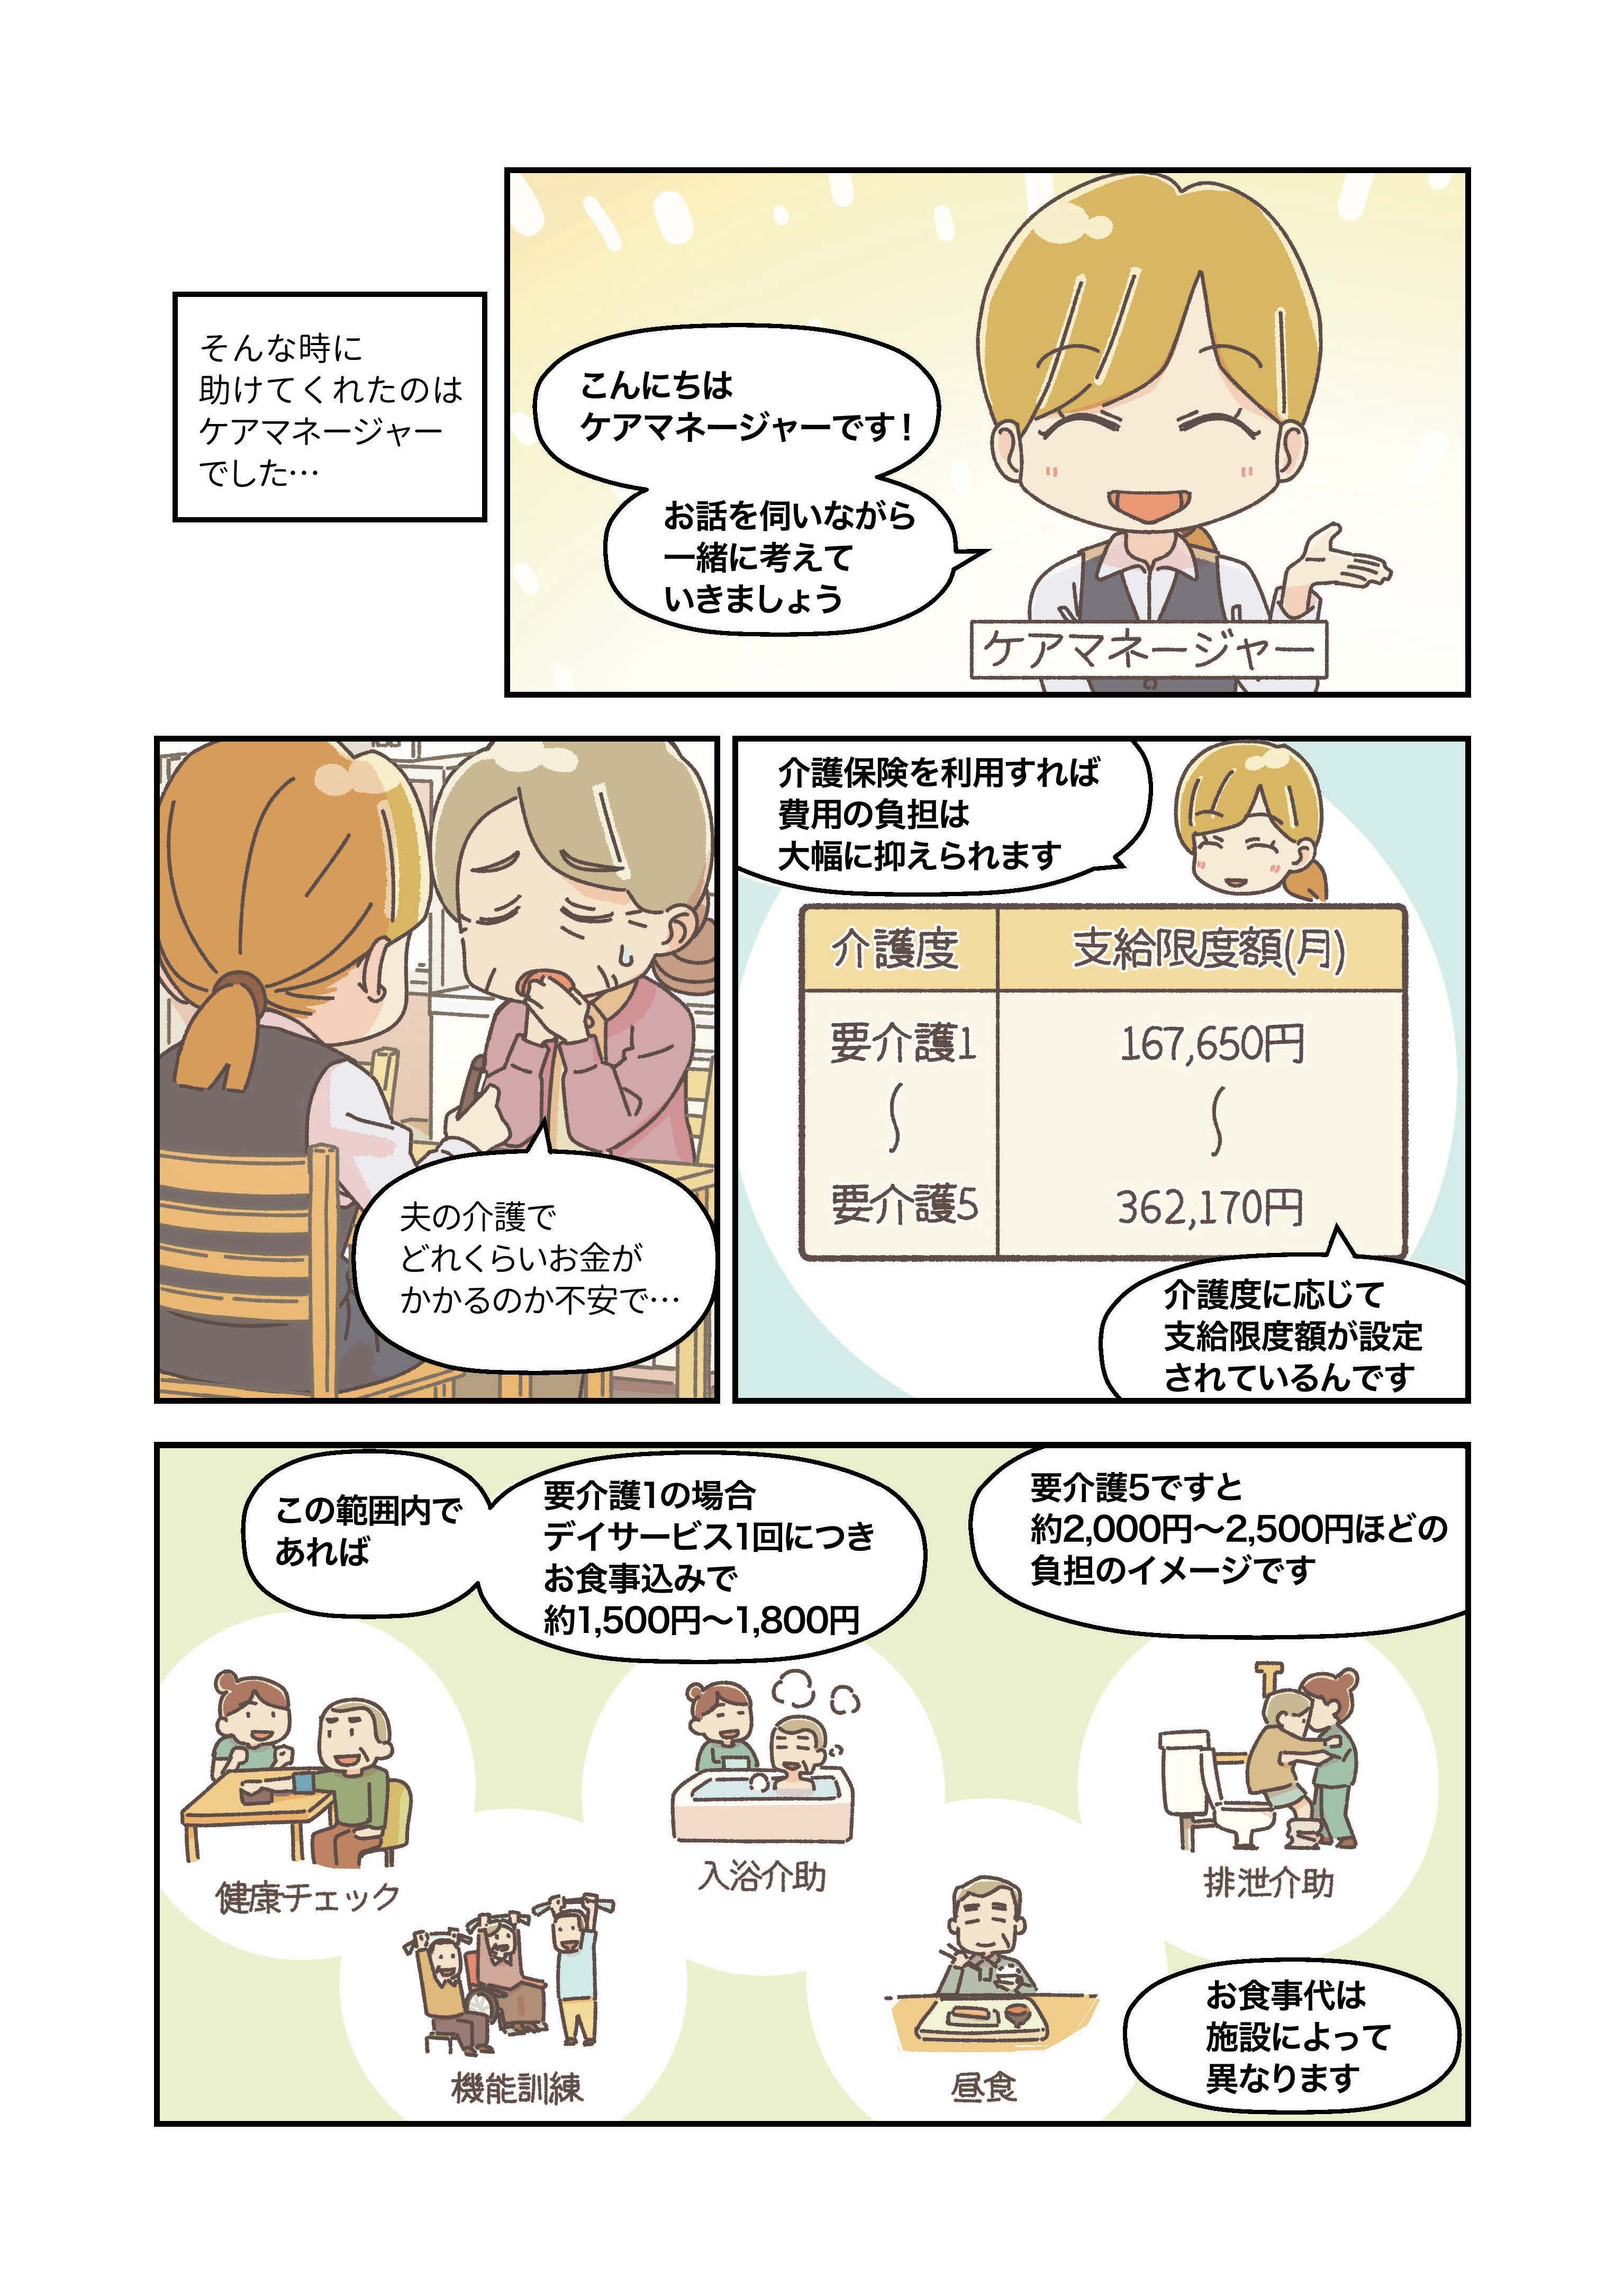 そんな時に
助けてくれたのは
ケアマネージャー
でした…
こんにちは
ケアマネージャーです！
お話を伺いながら
一緒に考えて
いきましょう
ケアマネージャー
夫の介護で
どれくらいお金が
かかるのか不安で…
介護保険を利用すれば
費用の負担は
大幅に抑えられます
介護度 支給限度額(月)
要介護1 167,650円
〜 〜
要介護5 362,170円
介護度に応じて
支給限度額が設定
されているんです
この範囲内で
あれば
要介護1の場合
デイサービス1回につき
お食事込みで
約1,500円〜1,800円
要介護5ですと
約2,000円〜2,500円ほどの
負担のイメージです
健康チェック
入浴介助
排泄介助
機能訓練
昼食
お食事代は
施設によって
異なります